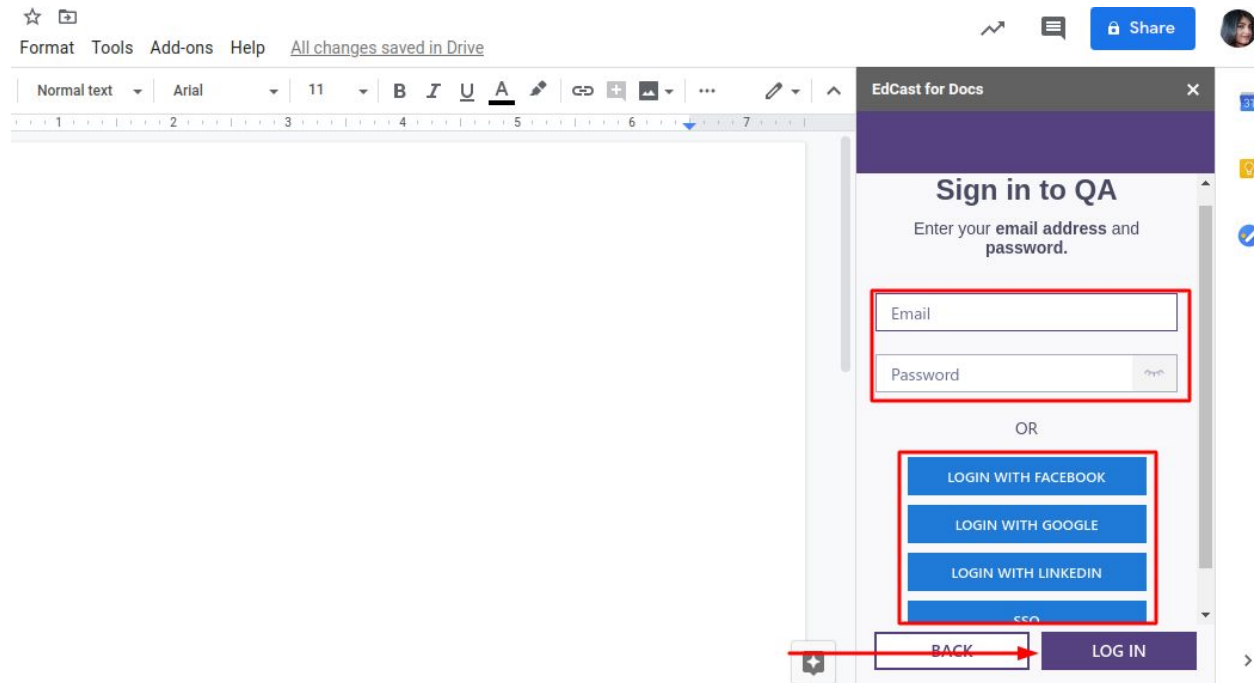 Format Tools Add-ons Help All changes saved in Drive
Share
Normal text Arial 11 B I U A
1 2 3 4 5 6 7
EdCast for Docs
31
Sign in to QA
Enter your email address and
password.
Email
Password
OR
LOGIN WITH FACEBOOK
LOGIN WITH GOOGLE
LOGIN WITH LINKEDIN
SSO
BACK LOG IN